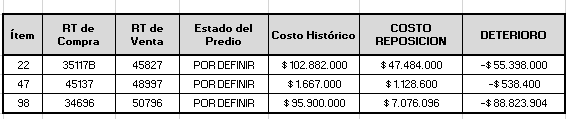 Ítem RT de Compra RT de Venta Estado del Predio Costo Histórico COSTO REPOSICION DETERIORO
22 35117B 45827 POR DEFINIR $ 102.882.000 $ 47.484.000 -$ 55.398.000
47 45137 48997 POR DEFINIR $ 1.667.000 $ 1.128.600 -$ 538.400
98 34696 50796 POR DEFINIR $ 95.900.000 $ 7.076.096 -$ 88.823.904